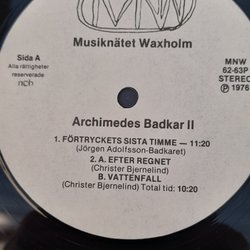 Musiknätet Waxholm
Sida A
Alla rättigheter
reserverade
ncb
MNW
62-63P
STEREO
℗ 1976
Archimedes Badkar II
1. FÖRTRYCKETS SISTA TIMME — 11:20
(Jörgen Adolfsson-Badkaret)
2. A. EFTER REGNET
(Christer Bjernelind)
B. VATTENFALL
(Christer Bjernelind) Total tid: 10:20